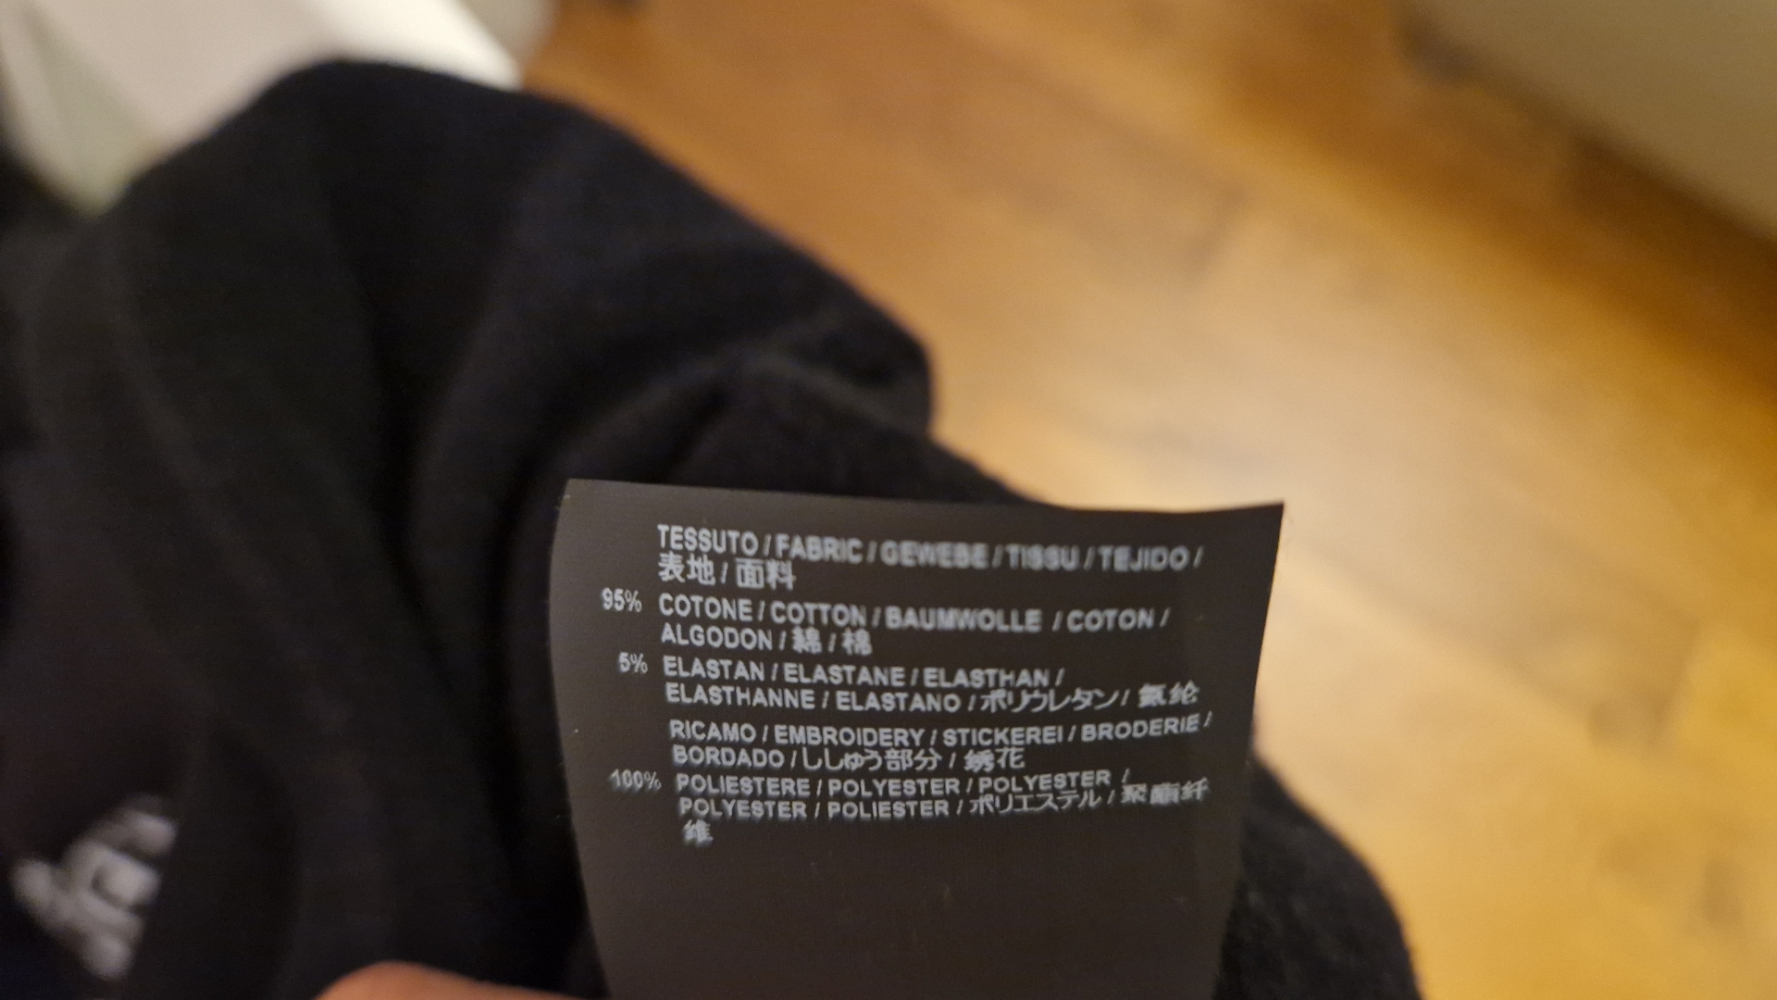 TESSUTO / FABRIC / GEWEBE / TISSU / TEJIDO /
表地 / 面料
95% COTONE / COTTON / BAUMWOLLE / COTON /
ALGODON / 綿 / 棉
5% ELASTAN / ELASTANE / ELASTHAN /
ELASTHANNE / ELASTANO / ポリウレタン / 氨纶
RICAMO / EMBROIDERY / STICKEREI / BRODERIE /
BORDADO / ししゅう部分 / 绣花
100% POLIESTERE / POLYESTER / POLYESTER /
POLYESTER / POLIESTER / ポリエステル / 聚酯纤
维